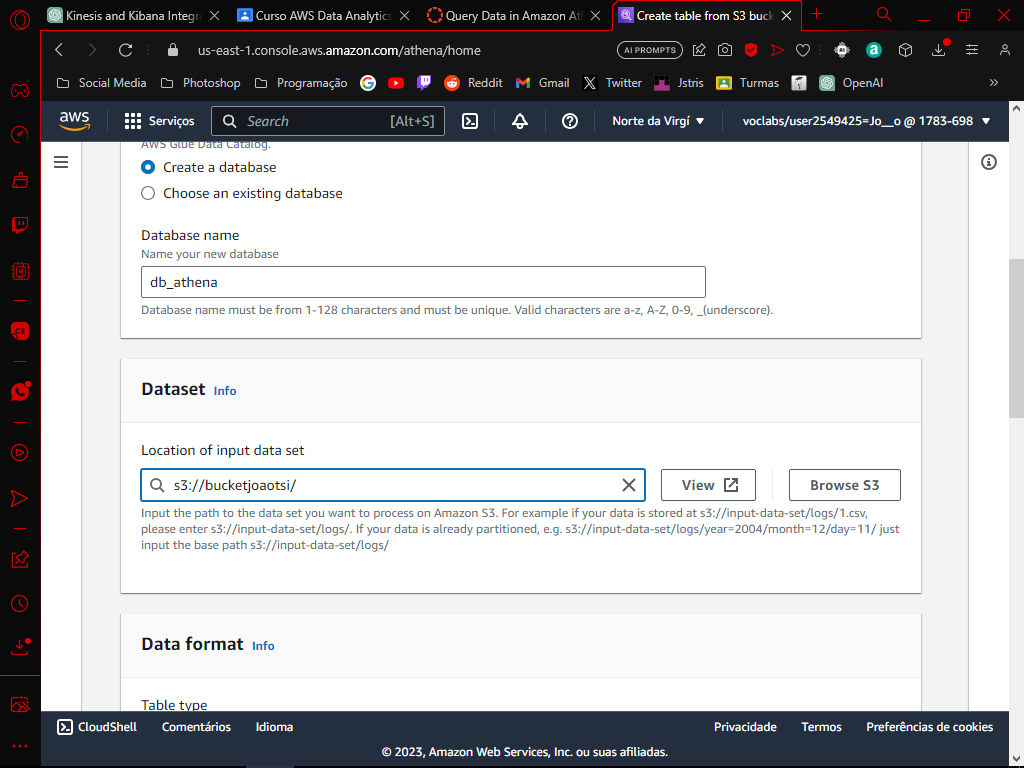 Kinesis and Kibana Integra
Curso AWS Data Analytics
Query Data in Amazon Ath
Create table from S3 buck
us-east-1.console.aws.amazon.com/athena/home
AI PROMPTS
Social Media
Photoshop
Programação
Reddit
Gmail
Twitter
Jstris
Turmas
OpenAI
aws
Serviços
Search
[Alt+S]
Norte da Virgí
voclabs/user2549425=Jo__o @ 1783-698
AWS Glue Data Catalog.
Create a database
Choose an existing database
Database name
Name your new database
db_athena
Database name must be from 1-128 characters and must be unique. Valid characters are a-z, A-Z, 0-9, _(underscore).
Dataset Info
Location of input data set
s3://bucketjoaotsi/
View
Browse S3
Input the path to the data set you want to process on Amazon S3. For example if your data is stored at s3://input-data-set/logs/1.csv,
please enter s3://input-data-set/logs/. If your data is already partitioned, e.g. s3://input-data-set/logs/year=2004/month=12/day=11/ just
input the base path s3://input-data-set/logs/
Data format Info
Table type
CloudShell
Comentários
Idioma
Privacidade
Termos
Preferências de cookies
© 2023, Amazon Web Services, Inc. ou suas afiliadas.